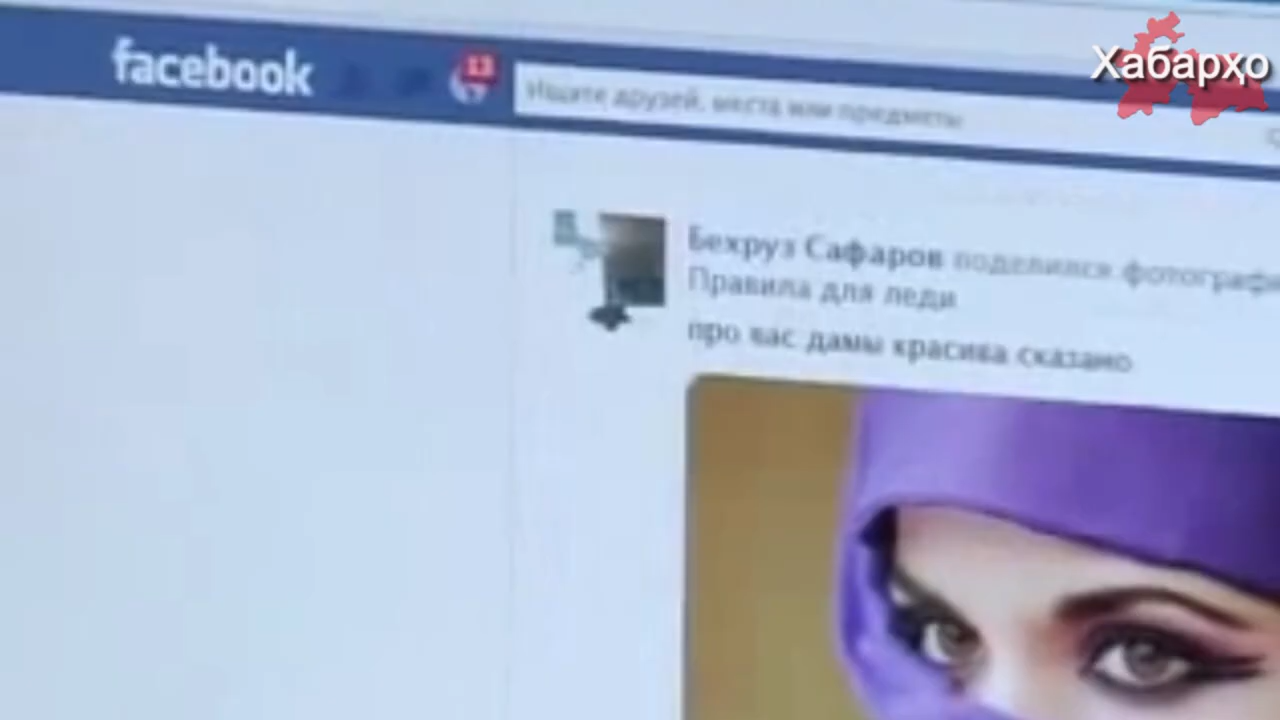 facebook
13
Ищите друзей, места или предметы
Хабарҳо
Бехруз Сафаров поделился фотографи
Правила для леди
про вас дамы красива сказано